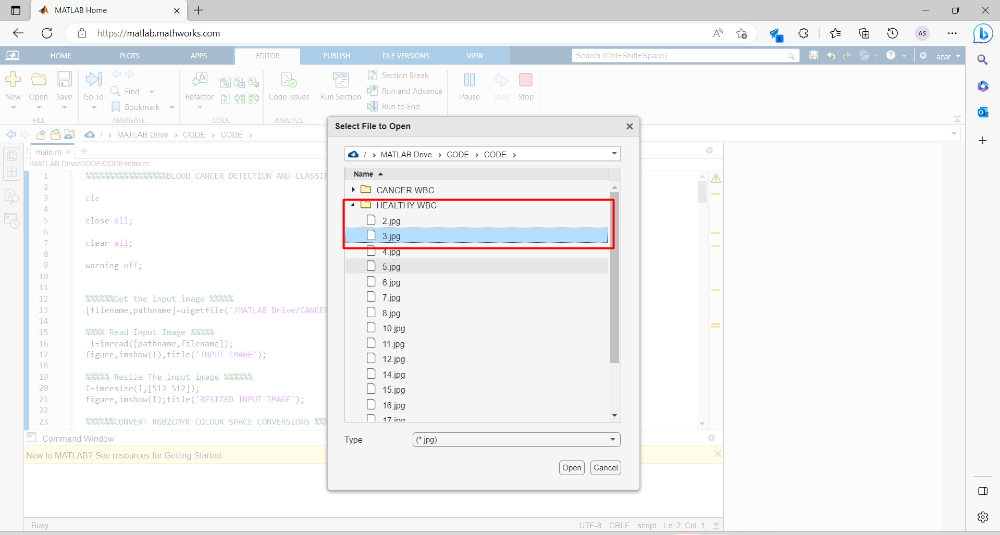 MATLAB Home
https://matlab.mathworks.com
1
AS
HOME PLOTS APPS EDITOR PUBLISH FILE VERSIONS VIEW
Search (Ctrl+Shift+Space)
azar
New Open Save
FILE
Go To
Find
Bookmark
NAVIGATE
Refactor
CODE
Code Issues
ANALYZE
Run Section
Section Break
Run and Advance
Run to End
Pause Step Stop
/ › MATLAB Drive › CODE › CODE ›
main.m
/MATLAB Drive/CODE/CODE/main.m
1 %%%%%%%%%%%%%%%%%BLOOD CANCER DETECTION AND CLASSIF
2
3 clc
4
5 close all;
6
7 clear all;
8
9 warning off;
10
11
12 %%%%%%Get the input image %%%%%
13 [filename,pathname]=uigetfile('/MATLAB Drive/CANCER
14
15 %%%% Read Input Image %%%%%
16 I=imread([pathname,filename]);
17 figure,imshow(I),title('INPUT IMAGE');
18
19 %%%%% Resize The input image %%%%%%
20 I=imresize(I,[512 512]);
21 figure,imshow(I);title('RESIZED INPUT IMAGE');
22
23 %%%%%%CONVERT RGB2CMYK COLOUR SPACE CONVERSIONS %%%
Select File to Open
/ › MATLAB Drive › CODE › CODE ›
Name
CANCER WBC
HEALTHY WBC
2.jpg
3.jpg
4.jpg
5.jpg
6.jpg
7.jpg
8.jpg
10.jpg
11.jpg
12.jpg
14.jpg
15.jpg
16.jpg
17.jpg
Type (*.jpg)
Open Cancel
Command Window
New to MATLAB? See resources for Getting Started.
Busy
UTF-8 CRLF script Ln 2 Col 1